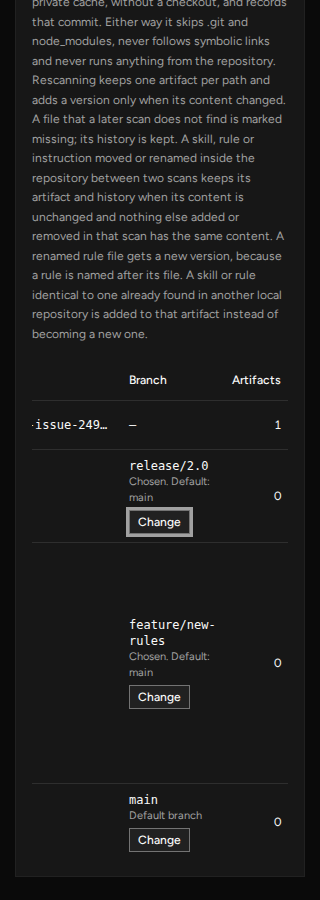 private cache, without a checkout, and records
that commit. Either way it skips .git and
node_modules, never follows symbolic links
and never runs anything from the repository.
Rescanning keeps one artifact per path and
adds a version only when its content changed.
A file that a later scan does not find is marked
missing; its history is kept. A skill, rule or
instruction moved or renamed inside the
repository between two scans keeps its
artifact and history when its content is
unchanged and nothing else added or
removed in that scan has the same content. A
renamed rule file gets a new version, because
a rule is named after its file. A skill or rule
identical to one already found in another local
repository is added to that artifact instead of
becoming a new one.
Branch Artifacts
-issue-249… — 1
release/2.0
Chosen. Default:
main
0
Change
feature/new-
rules
Chosen. Default:
main
0
Change
main
Default branch
0
Change